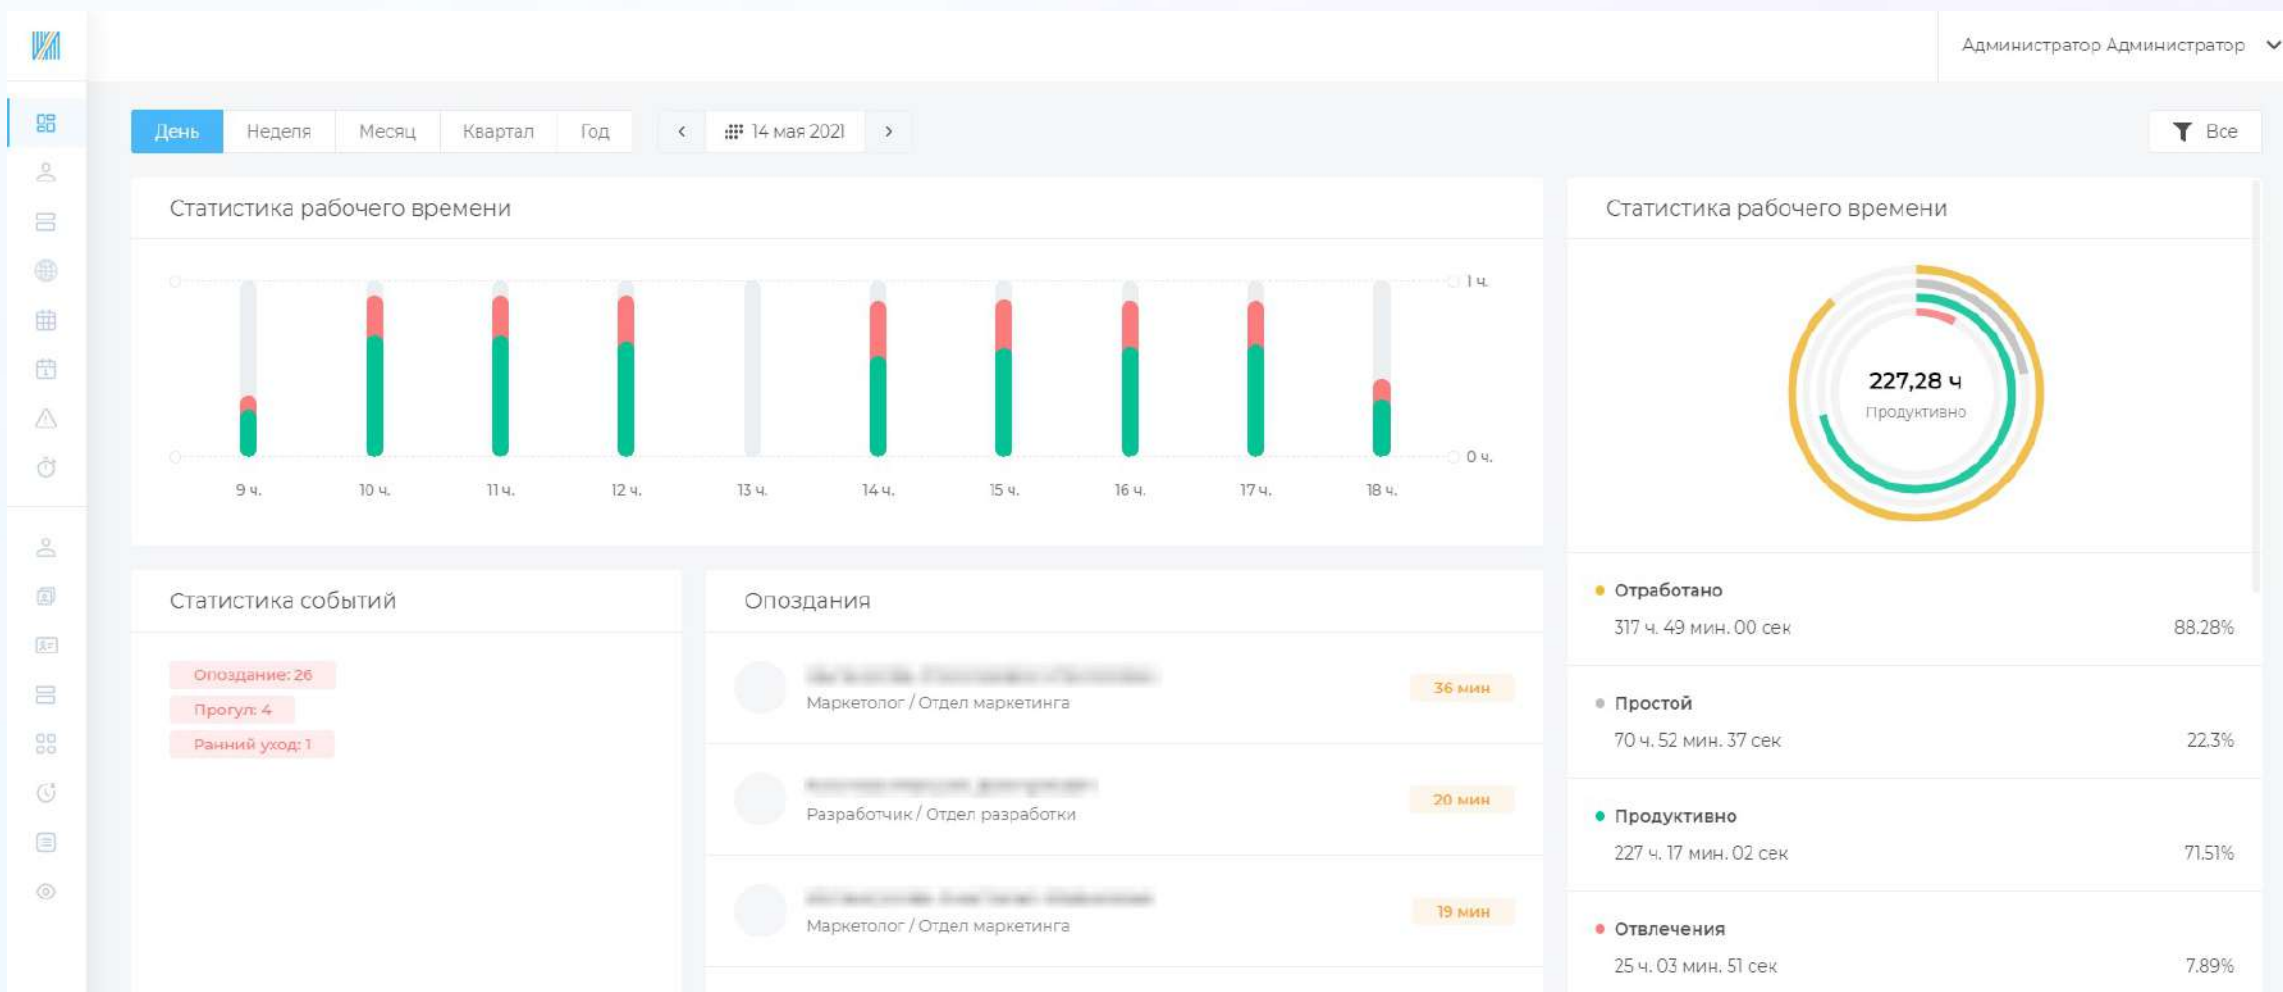 Администратор Администратор
День Неделя Месяц Квартал Год 14 мая 2021 Все
Статистика рабочего времени
1 ч.
0 ч.
9 ч. 10 ч. 11 ч. 12 ч. 13 ч. 14 ч. 15 ч. 16 ч. 17 ч. 18 ч.
Статистика событий
Опоздание: 26
Прогул: 4
Ранний уход: 1
Опоздания
Маркетолог / Отдел маркетинга
36 мин
Разработчик / Отдел разработки
20 мин
Маркетолог / Отдел маркетинга
19 мин
Статистика рабочего времени
227,28 ч
Продуктивно
Отработано
317 ч. 49 мин. 00 сек 88.28%
Простой
70 ч. 52 мин. 37 сек 22.3%
Продуктивно
227 ч. 17 мин. 02 сек 71.51%
Отвлечения
25 ч. 03 мин. 51 сек 7.89%